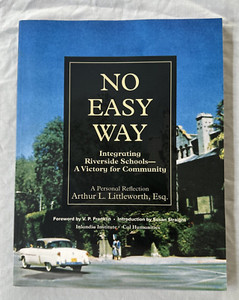 NO
EASY
WAY
Integrating
Riverside Schools—
A Victory for Community
A Personal Reflection
Arthur L. Littleworth, Esq.
Foreword by V. P. Franklin · Introduction by Susan Straight
Inlandia Institute / Cal Humanities